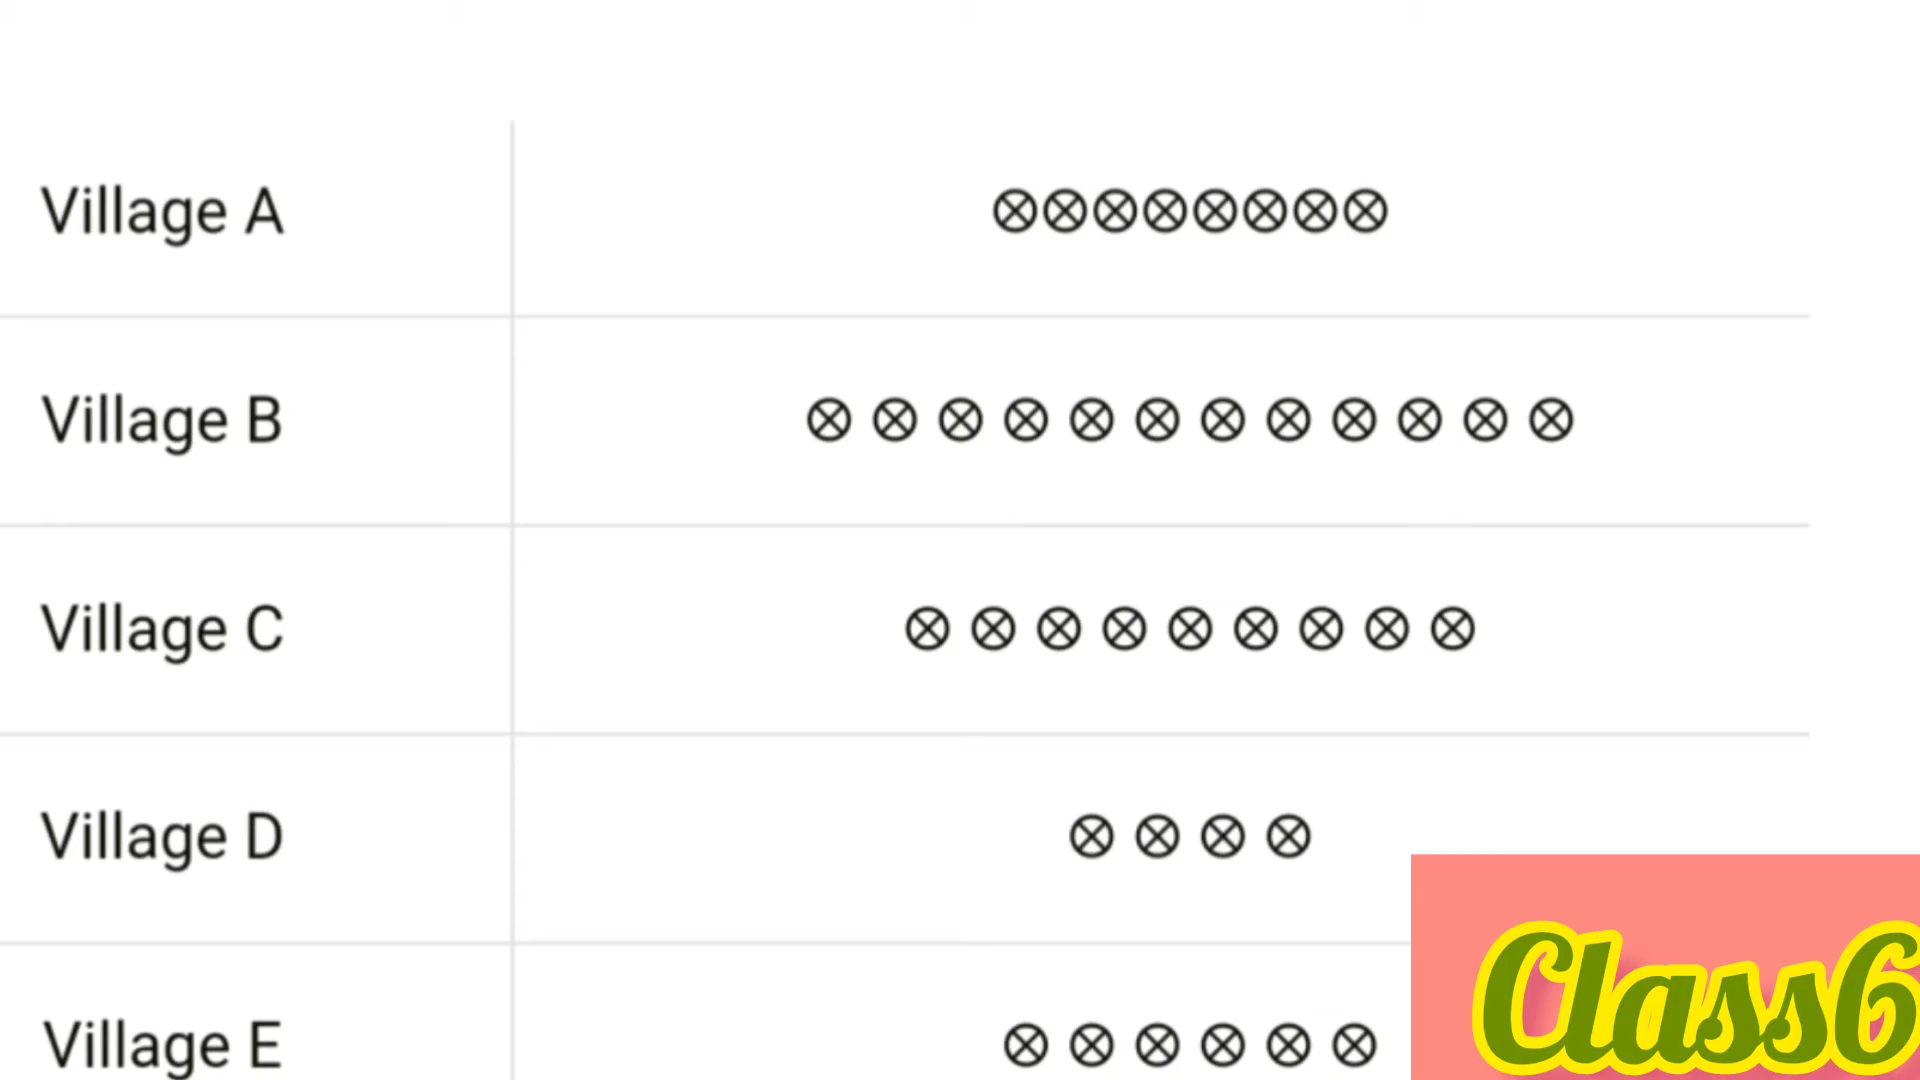 Village A ⊗⊗⊗⊗⊗⊗⊗⊗
Village B ⊗ ⊗ ⊗ ⊗ ⊗ ⊗ ⊗ ⊗ ⊗ ⊗ ⊗ ⊗
Village C ⊗ ⊗ ⊗ ⊗ ⊗ ⊗ ⊗ ⊗ ⊗
Village D ⊗ ⊗ ⊗ ⊗
Village E ⊗ ⊗ ⊗ ⊗ ⊗ ⊗
Class6